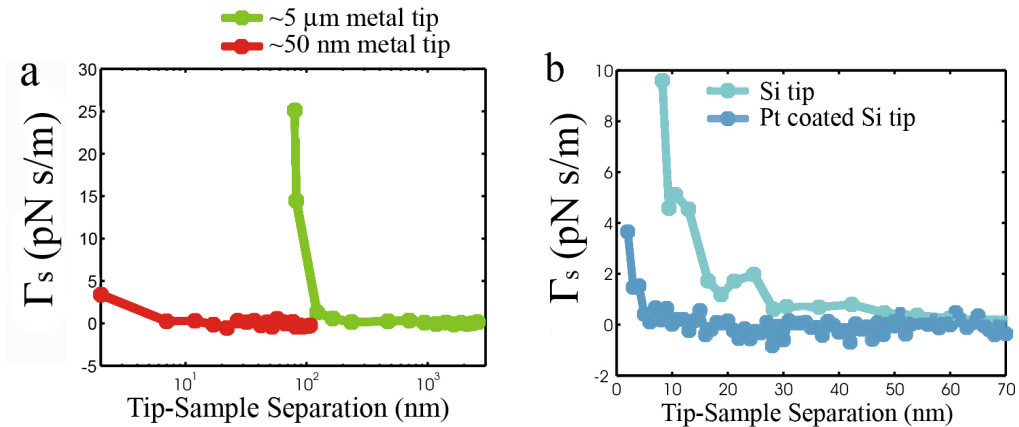 ~5 µm metal tip
~50 nm metal tip
a
30
25
20
15
10
5
0
-5
Γs (pN s/m)
10¹ 10² 10³
Tip-Sample Separation (nm)
b
10
8
6
4
2
0
-2
Γs (pN s/m)
Si tip
Pt coated Si tip
0 10 20 30 40 50 60 70
Tip-Sample Separation (nm)